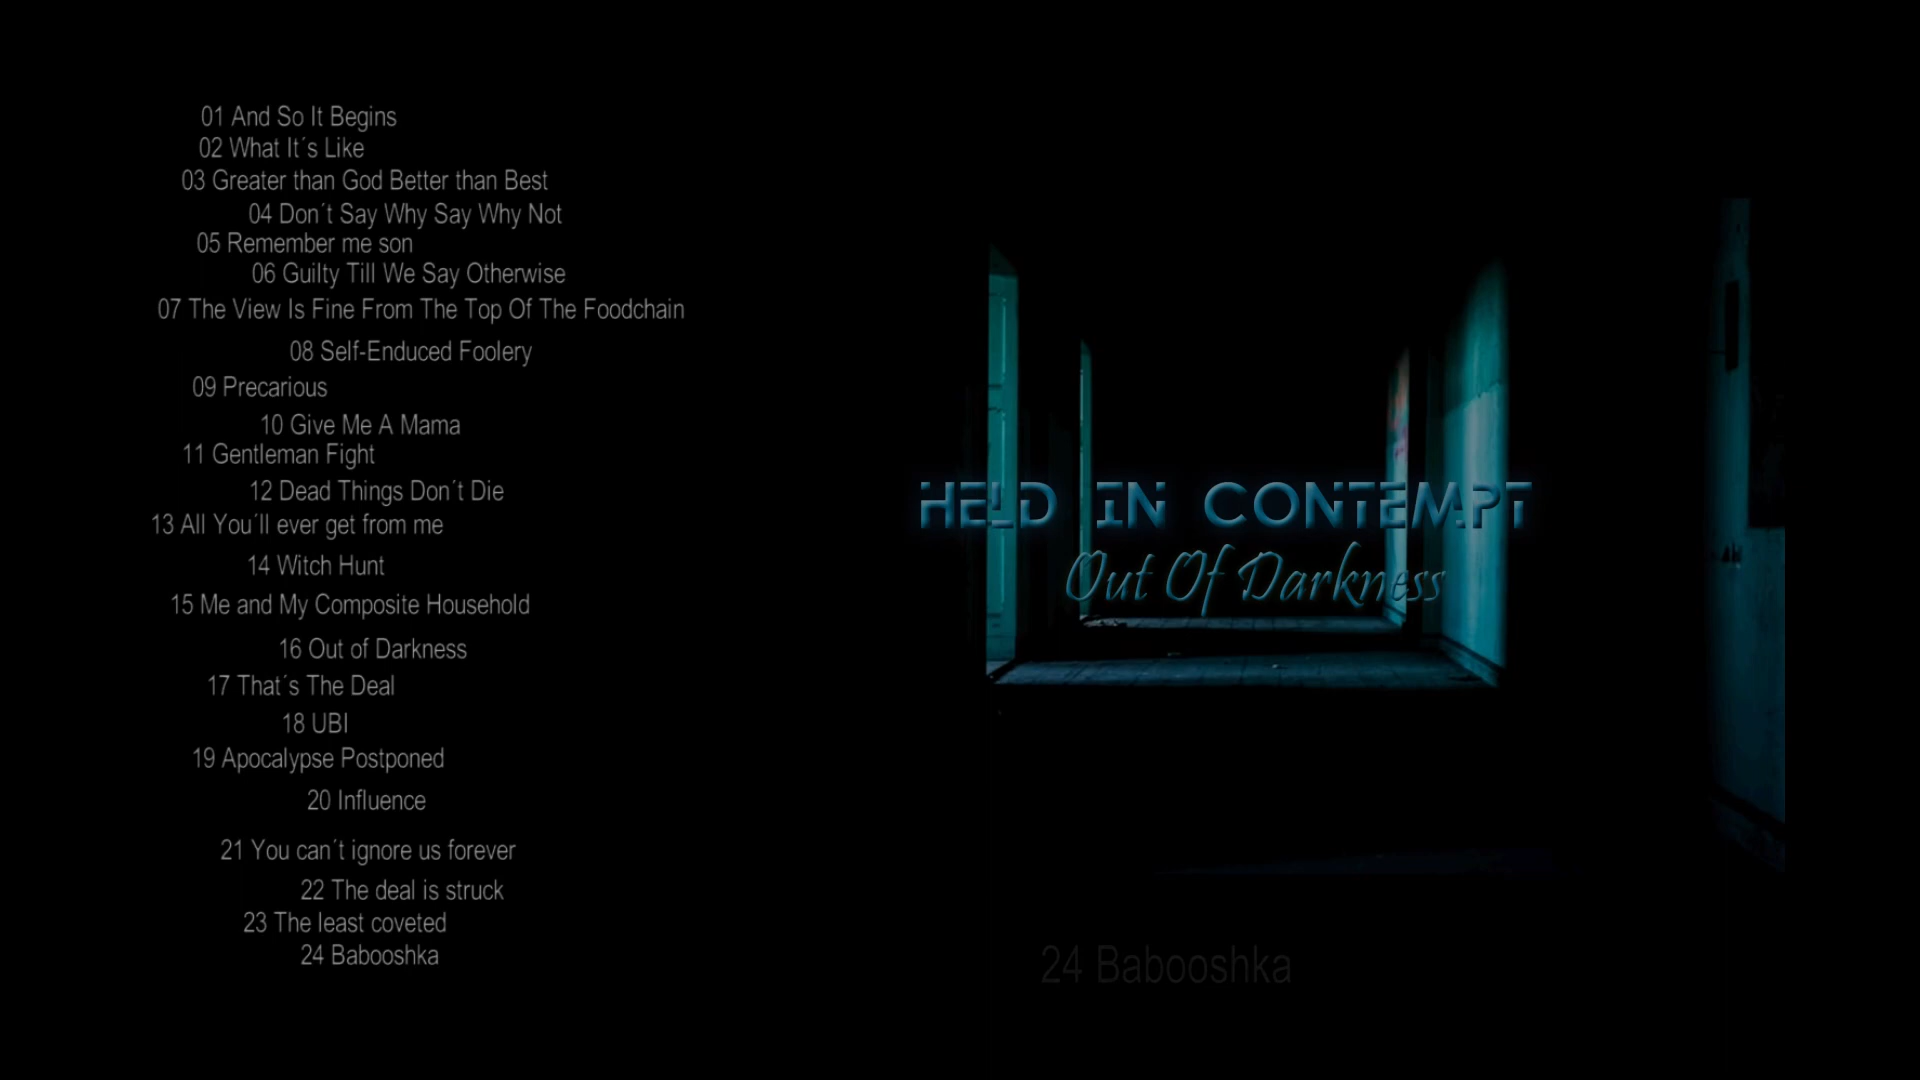 01 And So It Begins
02 What It´s Like
03 Greater than God Better than Best
04 Don´t Say Why Say Why Not
05 Remember me son
06 Guilty Till We Say Otherwise
07 The View Is Fine From The Top Of The Foodchain
08 Self-Enduced Foolery
09 Precarious
10 Give Me A Mama
11 Gentleman Fight
12 Dead Things Don´t Die
13 All You´ll ever get from me
14 Witch Hunt
15 Me and My Composite Household
16 Out of Darkness
17 That´s The Deal
18 UBI
19 Apocalypse Postponed
20 Influence
21 You can´t ignore us forever
22 The deal is struck
23 The least coveted
24 Babooshka
HELD IN CONTEMPT
Out Of Darkness
24 Babooshka